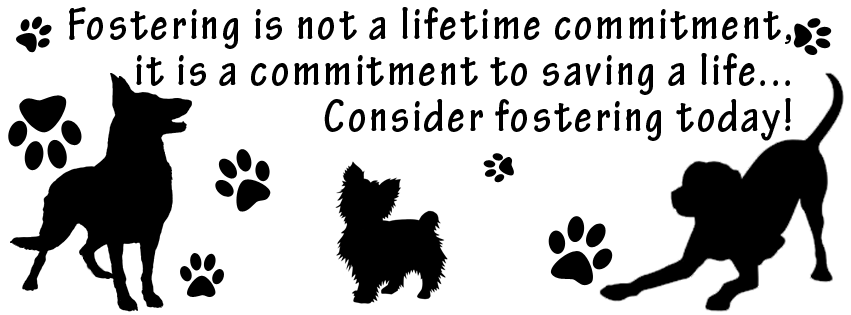 Fostering is not a lifetime commitment,
it is a commitment to saving a life...
Consider fostering today!